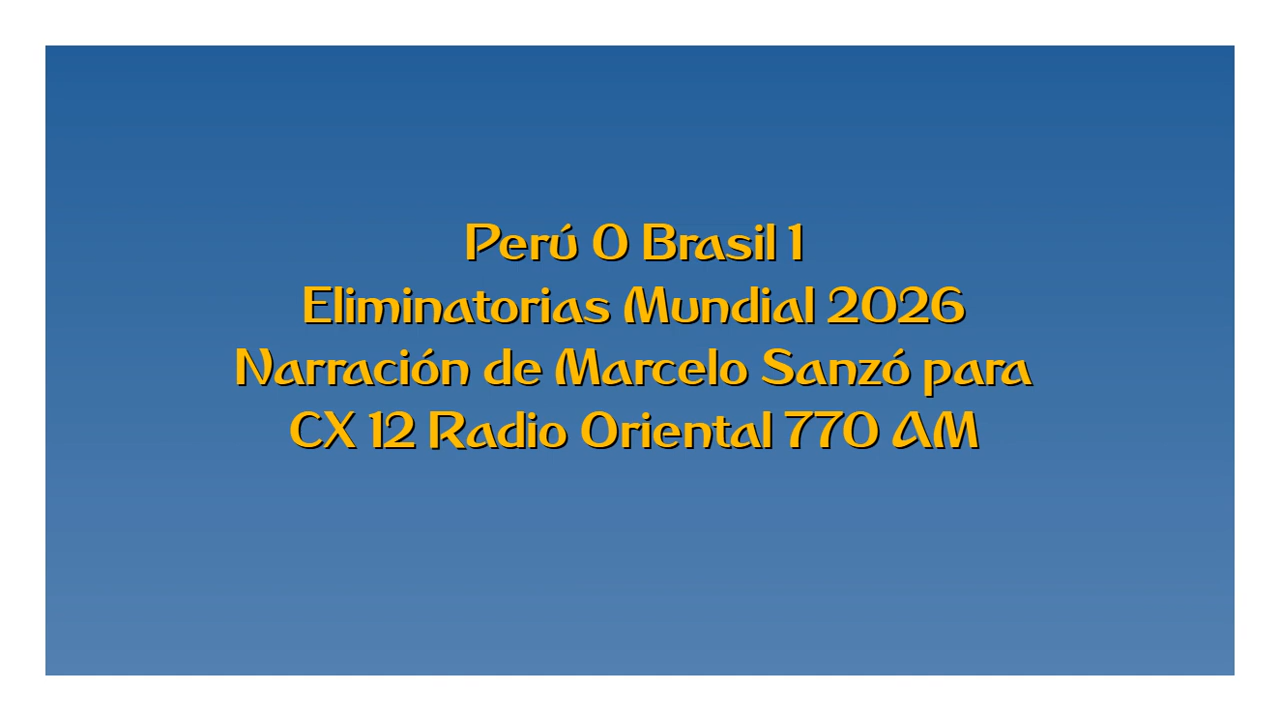 Perú 0 Brasil 1
Eliminatorias Mundial 2026
Narración de Marcelo Sanzó para
CX 12 Radio Oriental 770 AM